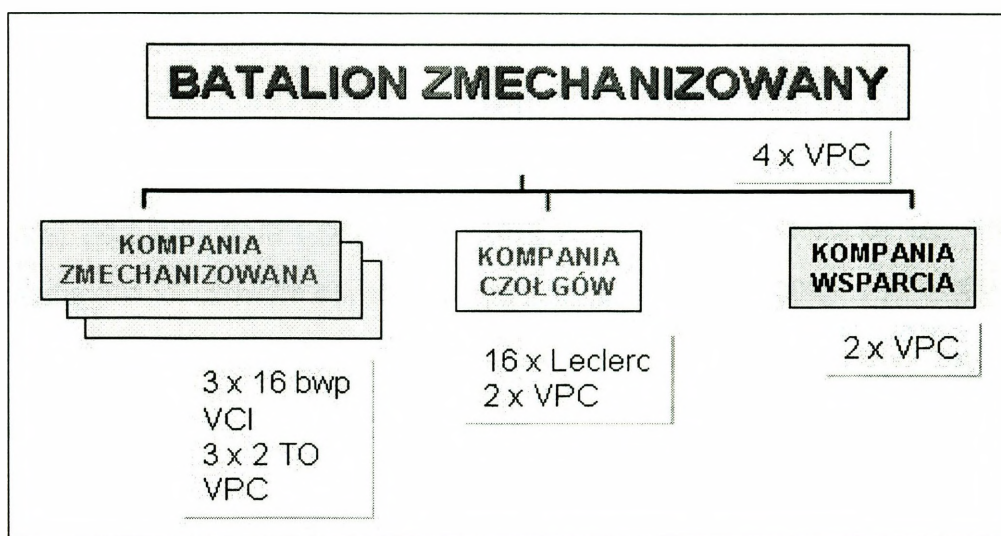 BATALION ZMECHANIZOWANY
4 x VPC
KOMPANIA
ZMECHANIZOWANA
KOMPANIA
CZOŁGÓW
KOMPANIA
WSPARCIA
3 x 16 bwp
VCI
3 x 2 TO
VPC
16 x Leclerc
2 x VPC
2 x VPC